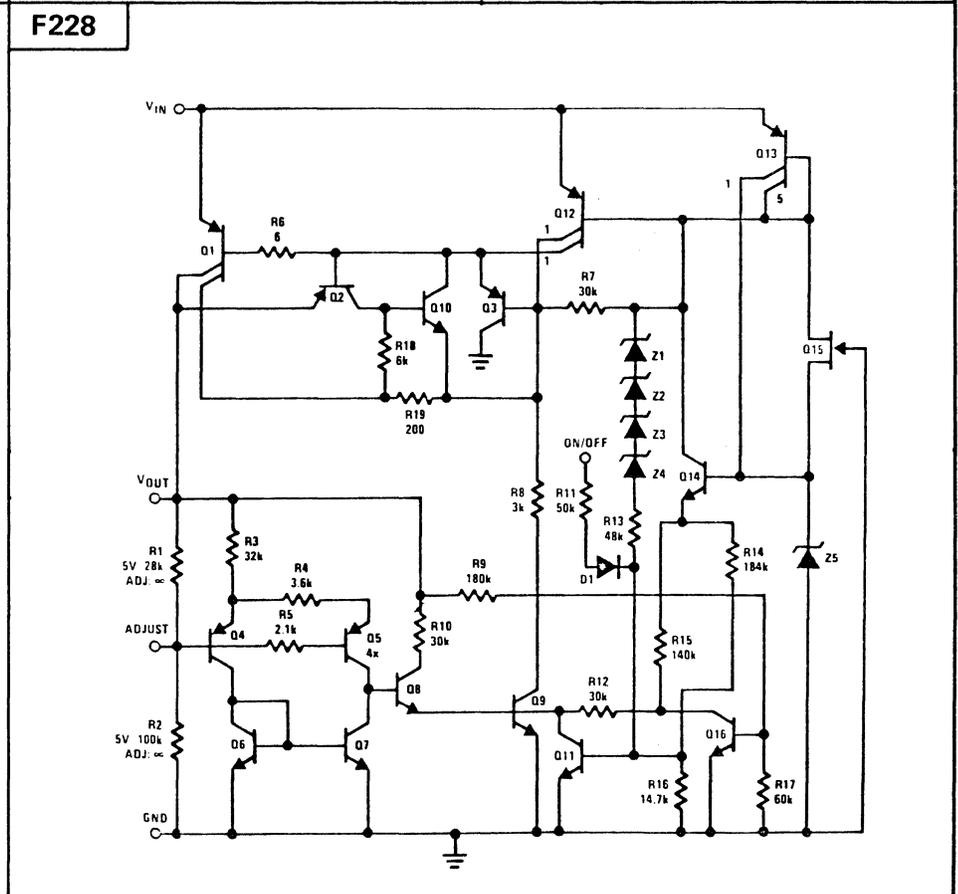 F228
VIN
Q13
1
5
Q12
1
1
R6
6
Q1
Q2
Q10
Q3
R7
30k
Q15
R18
6k
Z1
Z2
Z3
Z4
R19
200
ON/OFF
Q14
VOUT
R8
3k
R11
50k
R13
48k
R3
32k
R1
5V 28k
ADJ: ∞
R14
184k
Z5
R4
3.6k
R9
180k
D1
R5
2.1k
R10
30k
ADJUST
Q4
Q5
4x
R15
140k
Q8
Q9
R12
30k
R2
5V 100k
ADJ: ∞
Q6
Q7
Q11
Q16
R16
14.7k
R17
60k
GND